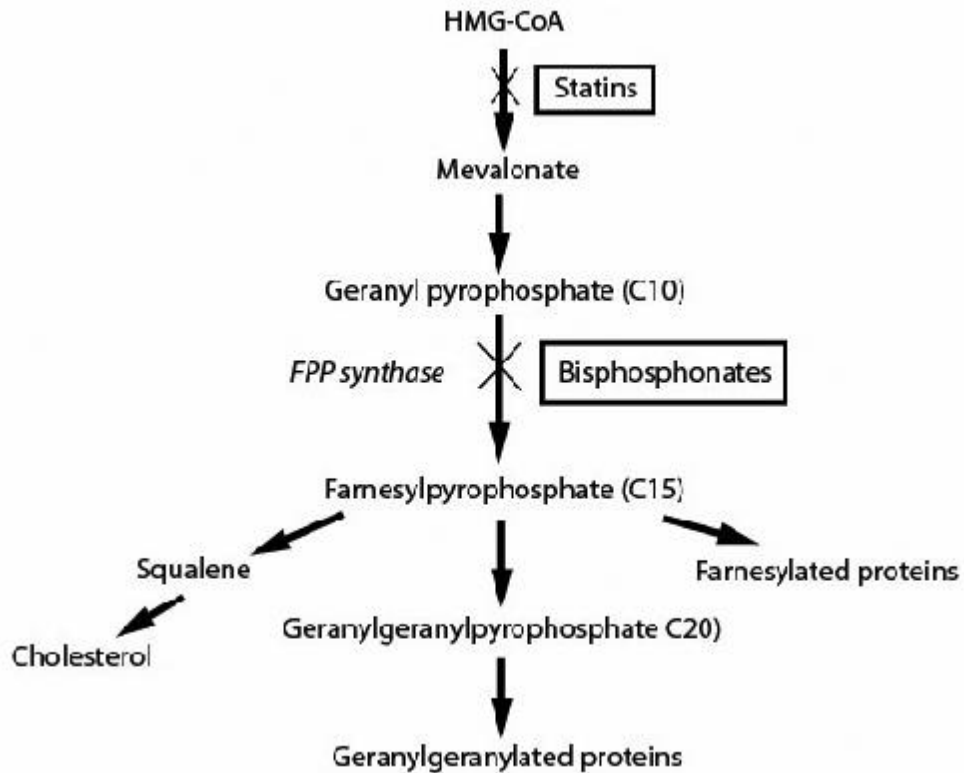 HMG-CoA
Statins
Mevalonate
Geranyl pyrophosphate (C10)
FPP synthase
Bisphosphonates
Farnesylpyrophosphate (C15)
Squalene
Farnesylated proteins
Geranylgeranylpyrophosphate C20)
Cholesterol
Geranylgeranylated proteins